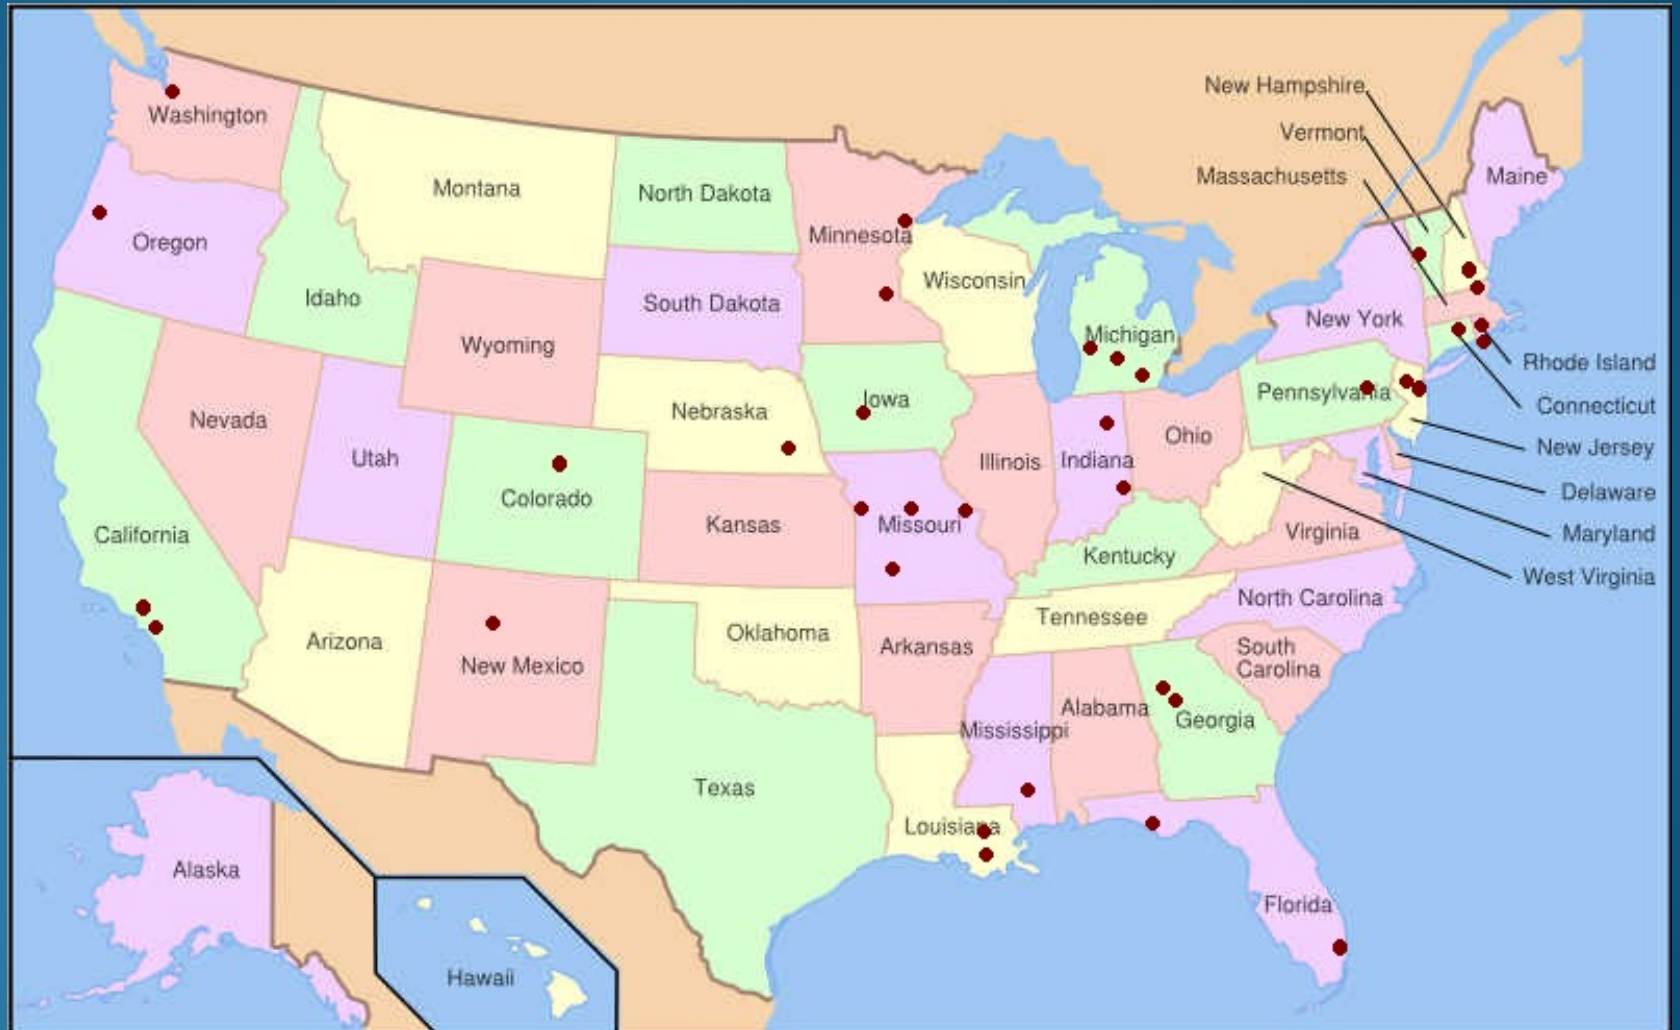 New Hampshire
Vermont
Massachusetts
Maine
Washington
Montana
North Dakota
Minnesota
Oregon
Idaho
Wisconsin
South Dakota
New York
Michigan
Wyoming
Rhode Island
Pennsylvania
Iowa
Nebraska
Connecticut
Nevada
Ohio
New Jersey
Utah
Illinois
Indiana
Colorado
Delaware
Kansas
Missouri
California
Virginia
Maryland
Kentucky
West Virginia
North Carolina
Tennessee
Oklahoma
Arizona
Arkansas
South
Carolina
New Mexico
Alabama
Georgia
Mississippi
Texas
Louisiana
Alaska
Florida
Hawaii